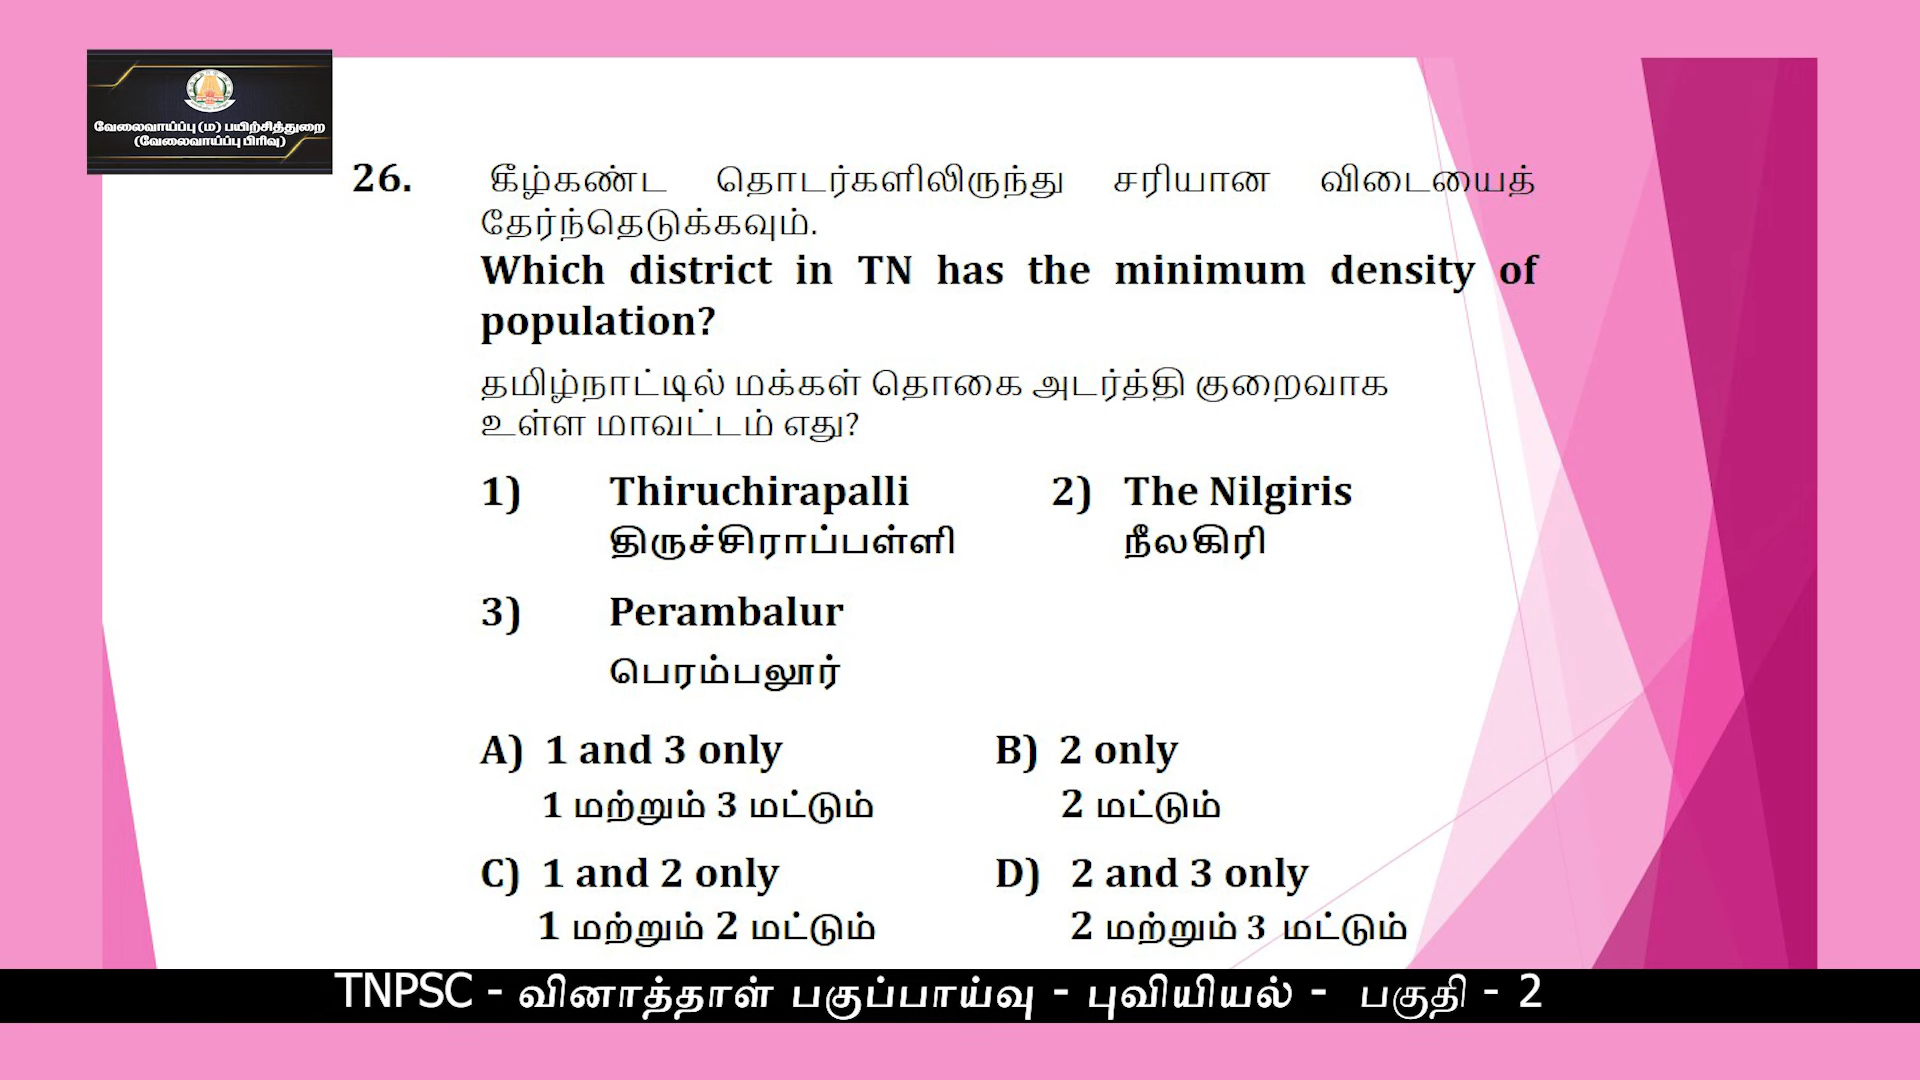 வேலைவாய்ப்பு (ம) பயிற்சித்துறை
(வேலைவாய்ப்பு பிரிவு)
26. கீழ்கண்ட தொடர்களிலிருந்து சரியான விடையைத்
தேர்ந்தெடுக்கவும்.
Which district in TN has the minimum density of
population?
தமிழ்நாட்டில் மக்கள் தொகை அடர்த்தி குறைவாக
உள்ள மாவட்டம் எது?
1) Thiruchirapalli 2) The Nilgiris
திருச்சிராப்பள்ளி நீலகிரி
3) Perambalur
பெரம்பலூர்
A) 1 and 3 only B) 2 only
1 மற்றும் 3 மட்டும் 2 மட்டும்
C) 1 and 2 only D) 2 and 3 only
1 மற்றும் 2 மட்டும் 2 மற்றும் 3 மட்டும்
TNPSC - வினாத்தாள் பகுப்பாய்வு - புவியியல் - பகுதி - 2